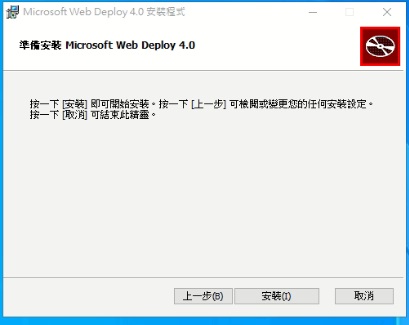 Microsoft Web Deploy 4.0 安裝程式
準備安裝 Microsoft Web Deploy 4.0
按一下 [安裝] 即可開始安裝。按一下 [上一步] 可檢閱或變更您的任何安裝設定。
按一下 [取消] 可結束此精靈。
上一步(B) 安裝(I) 取消